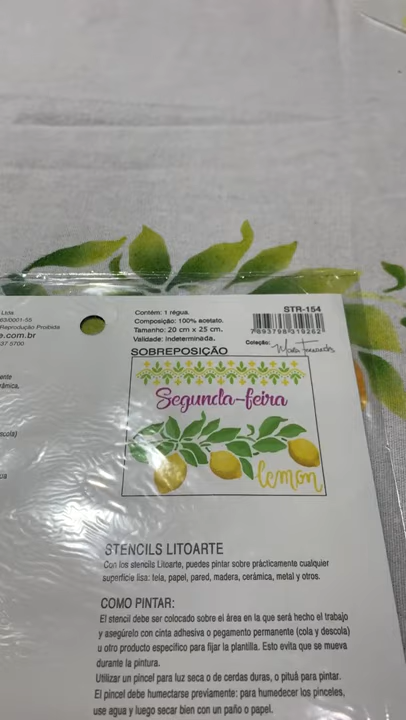 Ltda
63/0001-55
Reprodução Proibida
e.com.br
37 5700
Contém: 1 régua.
Composição: 100% acetato.
Tamanho: 20 cm x 25 cm.
Validade: indeterminada.
STR-154
7893798919262
Coleção:
SOBREPOSIÇÃO
Segunda-feira
lemon
STENCILS LITOARTE
Con los stencils Litoarte, puedes pintar sobre prácticamente cualquier
superficie lisa: tela, papel, pared, madera, cerámica, metal y otros.
COMO PINTAR:
El stencil debe ser colocado sobre el área en la que será hecho el trabajo
y asegúrelo con cinta adhesiva o pegamento permanente (cola y descola)
u otro producto específico para fijar la plantilla. Esto evita que se mueva
durante la pintura.
Utilizar un pincel para luz seca o de cerdas duras, o pituá para pintar.
El pincel debe humectarse previamente: para humedecer los pinceles,
use agua y luego secar bien con un paño o papel.